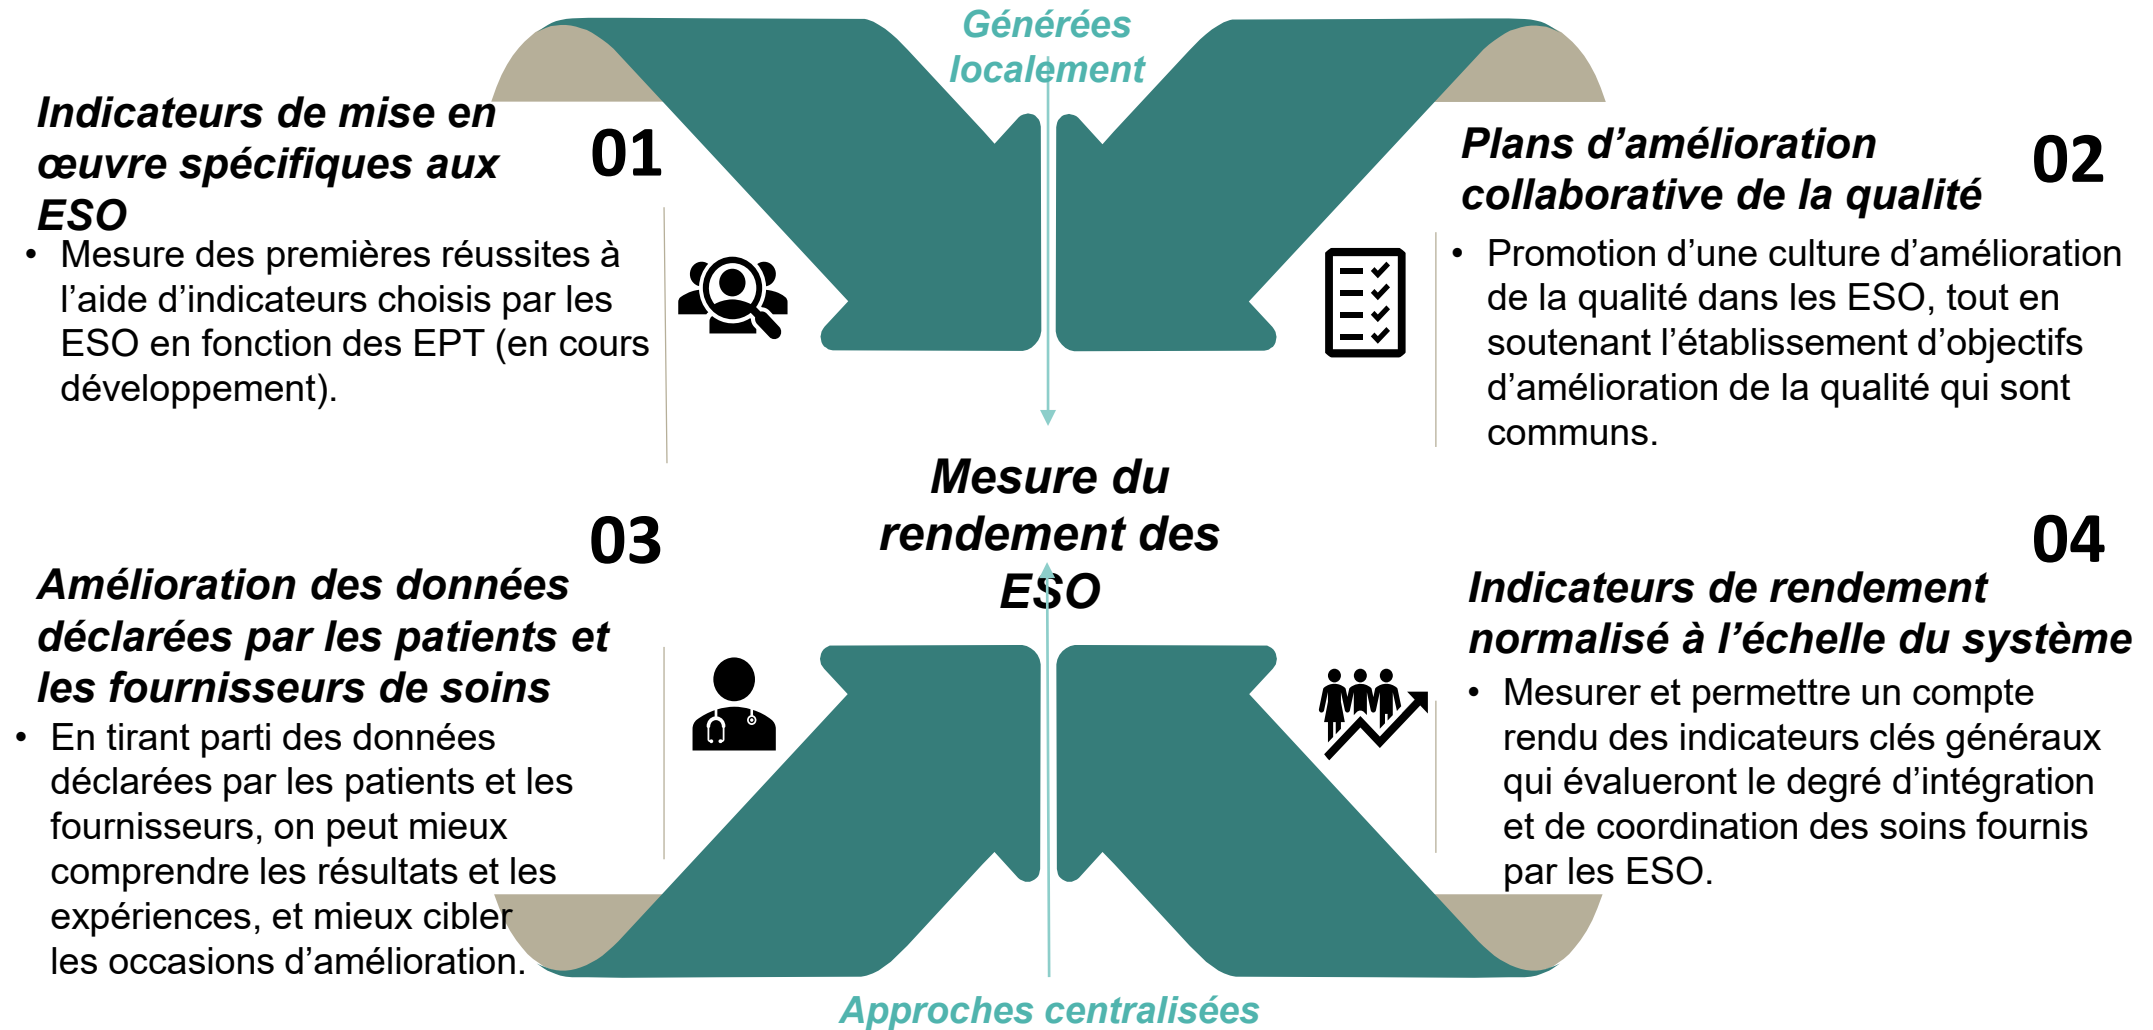 Générées
localement
Indicateurs de mise en
œuvre spécifiques aux
ESO
01
• Mesure des premières réussites à
l’aide d’indicateurs choisis par les
ESO en fonction des EPT (en cours
développement).
Plans d’amélioration
collaborative de la qualité
02
• Promotion d’une culture d’amélioration
de la qualité dans les ESO, tout en
soutenant l’établissement d’objectifs
d’amélioration de la qualité qui sont
communs.
Mesure du
rendement des
ESO
03
Amélioration des données
déclarées par les patients et
les fournisseurs de soins
• En tirant parti des données
déclarées par les patients et les
fournisseurs, on peut mieux
comprendre les résultats et les
expériences, et mieux cibler
les occasions d’amélioration.
04
Indicateurs de rendement
normalisé à l’échelle du système
• Mesurer et permettre un compte
rendu des indicateurs clés généraux
qui évalueront le degré d’intégration
et de coordination des soins fournis
par les ESO.
Approches centralisées